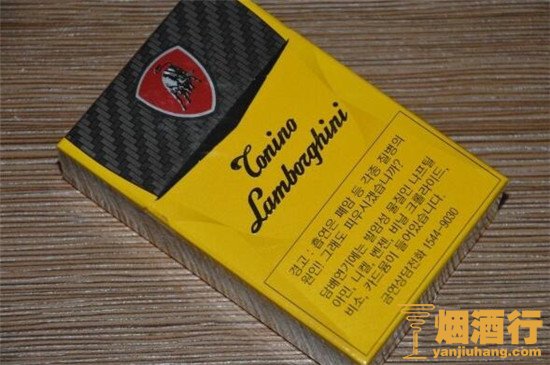 Tonino
Lamborghini
경고 : 흡연은 폐암 등 각종 질병의
원인! 그래도 피우시겠습니까?
담배연기에는 발암성 물질인 나프틸
아민, 니켈, 벤젠, 비닐 크롤라이드,
비소, 카드뮴이 들어있습니다.
금연상담전화 1544-9030
烟酒行
yanjiuhang.com